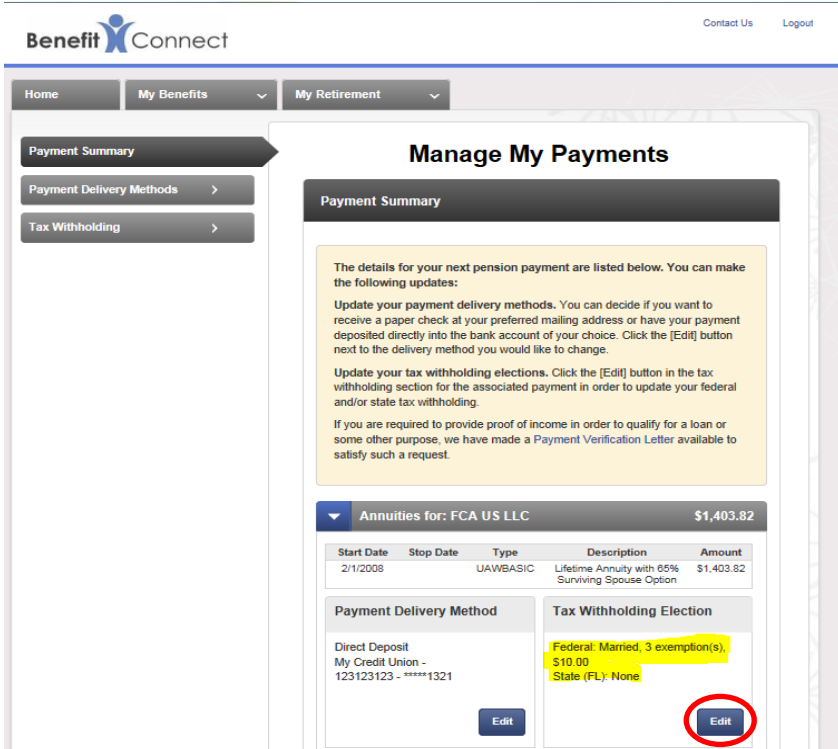 Benefit Connect
Contact Us Logout
Home My Benefits My Retirement
Payment Summary
Payment Delivery Methods
Tax Withholding
Manage My Payments
Payment Summary
The details for your next pension payment are listed below. You can make
the following updates:
Update your payment delivery methods. You can decide if you want to
receive a paper check at your preferred mailing address or have your payment
deposited directly into the bank account of your choice. Click the [Edit] button
next to the delivery method you would like to change.
Update your tax withholding elections. Click the [Edit] button in the tax
withholding section for the associated payment in order to update your federal
and/or state tax withholding.
If you are required to provide proof of income in order to qualify for a loan or
some other purpose, we have made a Payment Verification Letter available to
satisfy such a request.
Annuities for: FCA US LLC $1,403.82
Start Date Stop Date Type Description Amount
2/1/2008 UAWBASIC Lifetime Annuity with 65% $1,403.82
Surviving Spouse Option
Payment Delivery Method
Direct Deposit
My Credit Union -
123123123 - *****1321
Edit
Tax Withholding Election
Federal: Married, 3 exemption(s),
$10.00
State (FL): None
Edit